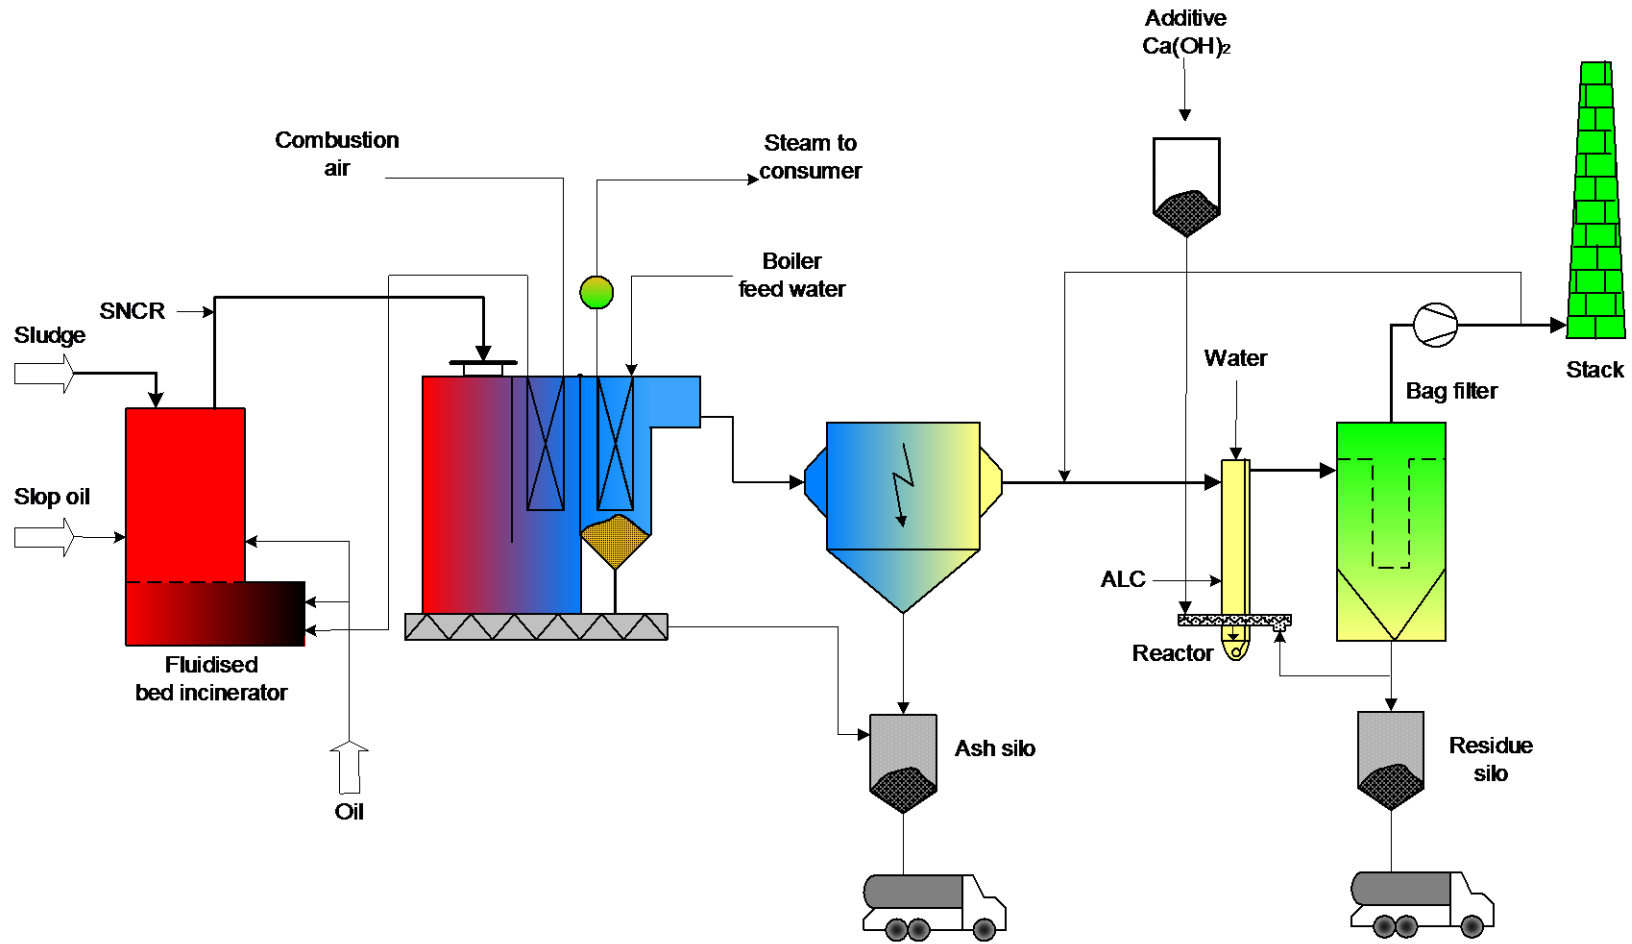 Additive
Ca(OH)₂
Combustion
air
Steam to
consumer
Boiler
feed water
SNCR
Sludge
Water
Stack
Bag filter
Slop oil
ALC
Reactor
Fluidised
bed incinerator
Ash silo
Residue
silo
Oil